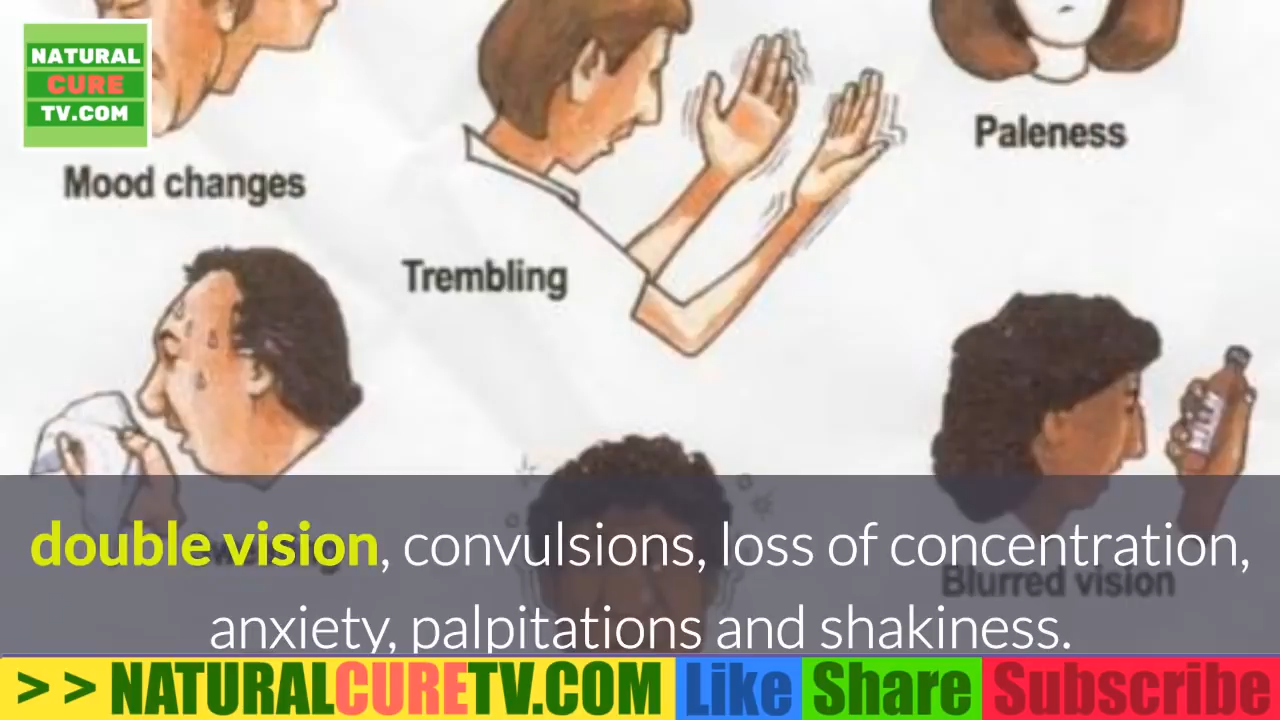 NATURAL
CURE
TV.COM
Mood changes
Trembling
Paleness
double vision, convulsions, loss of concentration,
Blurred vision
anxiety, palpitations and shakiness.
>> NATURALCURETV.COM Like Share Subscribe